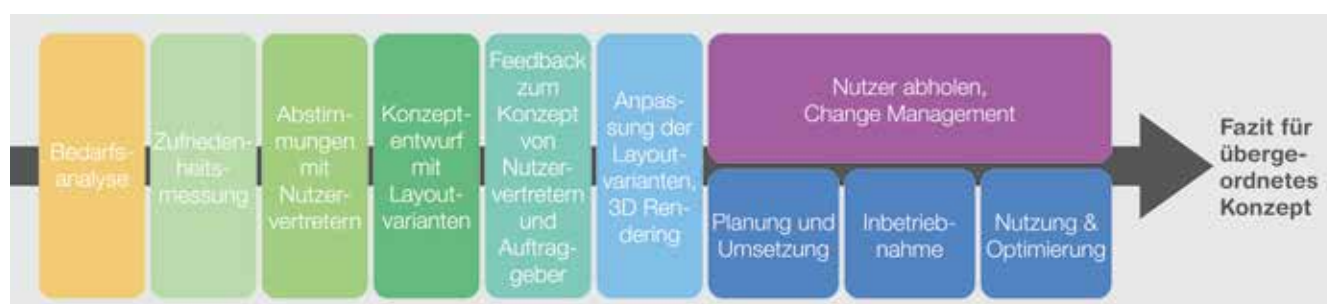 Bedarfs-
analyse
Zufrieden-
heits-
messung
Abstim-
mungen
mit
Nutzer-
vertretern
Konzept-
entwurf
mit
Layout-
varianten
Feedback
zum
Konzept
von
Nutzer-
vertretern
und
Auftrag-
geber
Anpas-
sung der
Layout-
varianten,
3D Ren-
dering
Nutzer abholen,
Change Management
Planung und
Umsetzung
Inbetrieb-
nahme
Nutzung &
Optimierung
Fazit für
überge-
ordnetes
Konzept